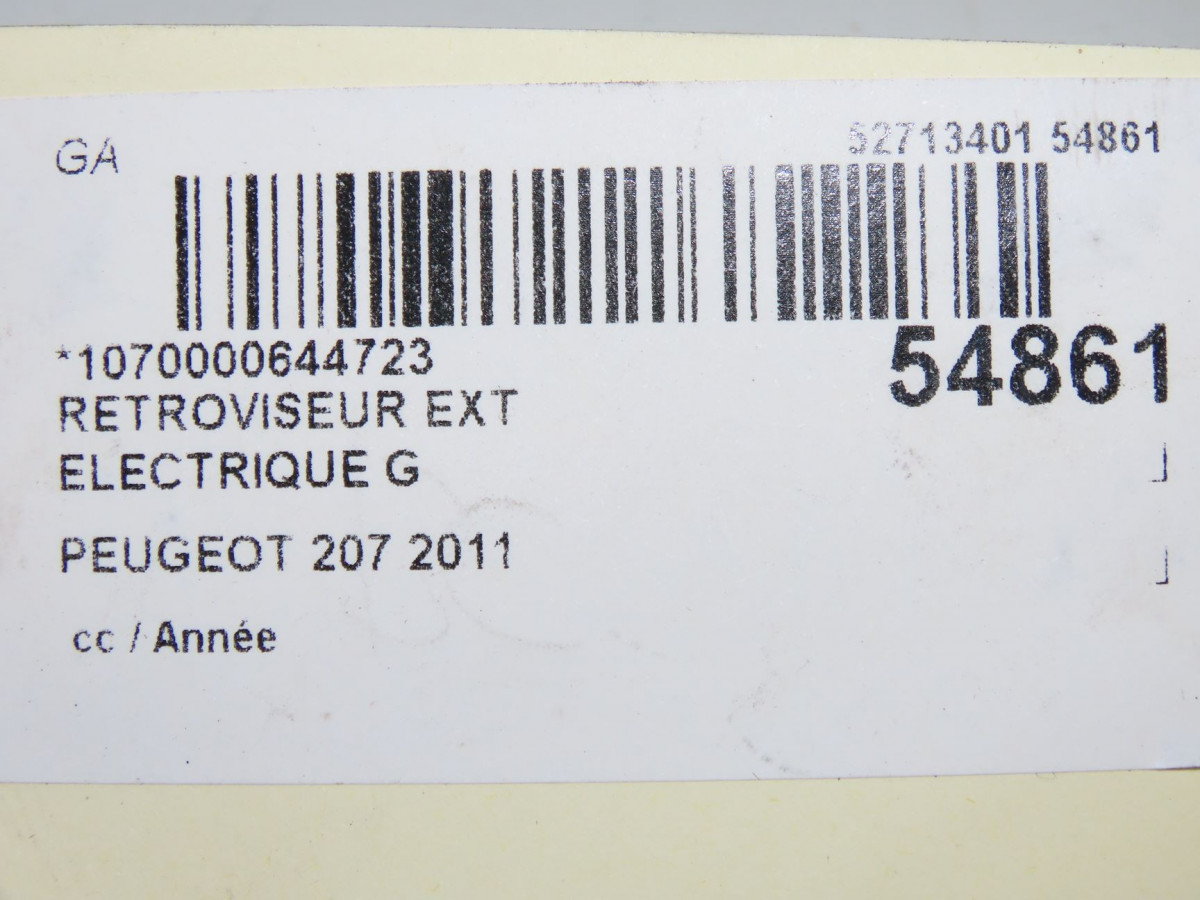 GA
52713401 54861
*1070000644723
54861
RETROVISEUR EXT
ELECTRIQUE G
PEUGEOT 207 2011
cc / Année